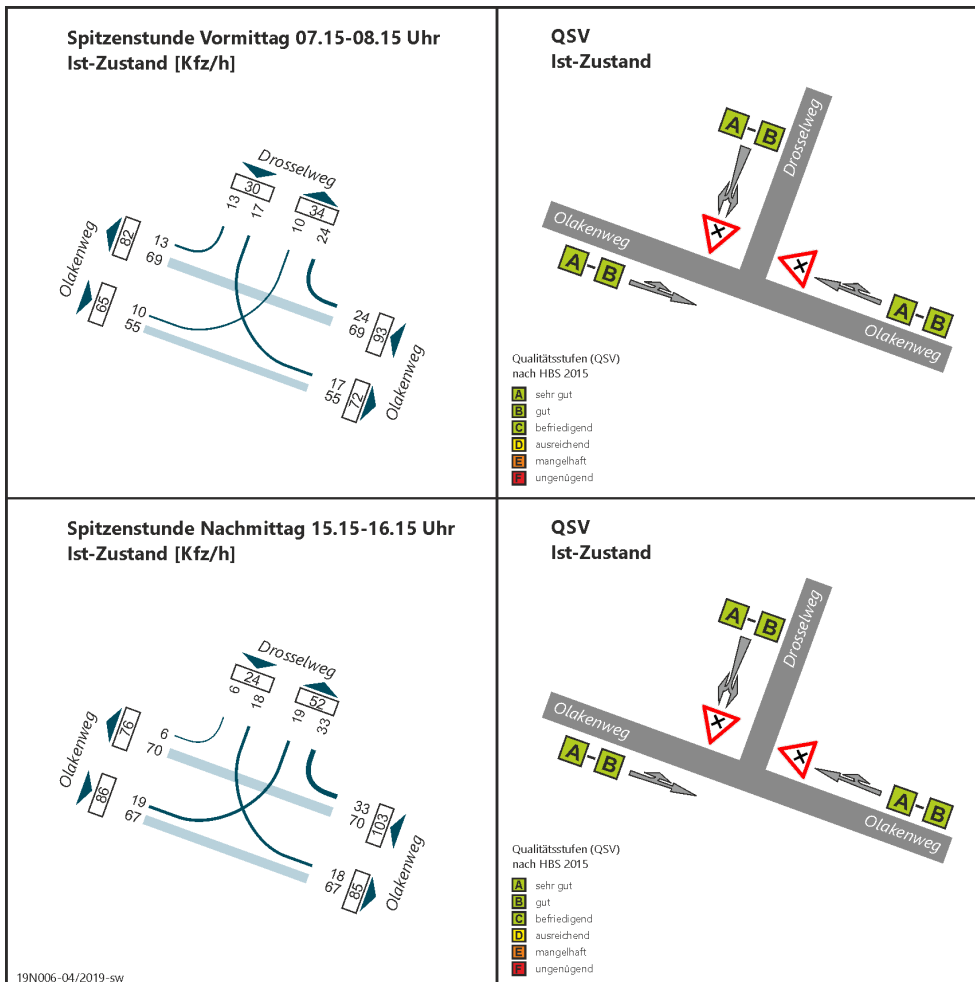 Spitzenstunde Vormittag 07.15-08.15 Uhr
Ist-Zustand [Kfz/h]
Drosselweg
30
34
13
17
10
24
Olakenweg
82
65
13
69
10
55
24
69
93
17
55
72
Olakenweg
QSV
Ist-Zustand
A-B
Drosselweg
Olakenweg
A-B
A-B
Olakenweg
Qualitätsstufen (QSV)
nach HBS 2015
A sehr gut
B gut
C befriedigend
D ausreichend
E mangelhaft
F ungenügend
Spitzenstunde Nachmittag 15.15-16.15 Uhr
Ist-Zustand [Kfz/h]
Drosselweg
24
52
6
18
19
33
Olakenweg
76
86
6
70
19
67
33
70
103
18
67
85
Olakenweg
19N006-04/2019-sw
QSV
Ist-Zustand
A-B
Drosselweg
Olakenweg
A-B
A-B
Olakenweg
Qualitätsstufen (QSV)
nach HBS 2015
A sehr gut
B gut
C befriedigend
D ausreichend
E mangelhaft
F ungenügend